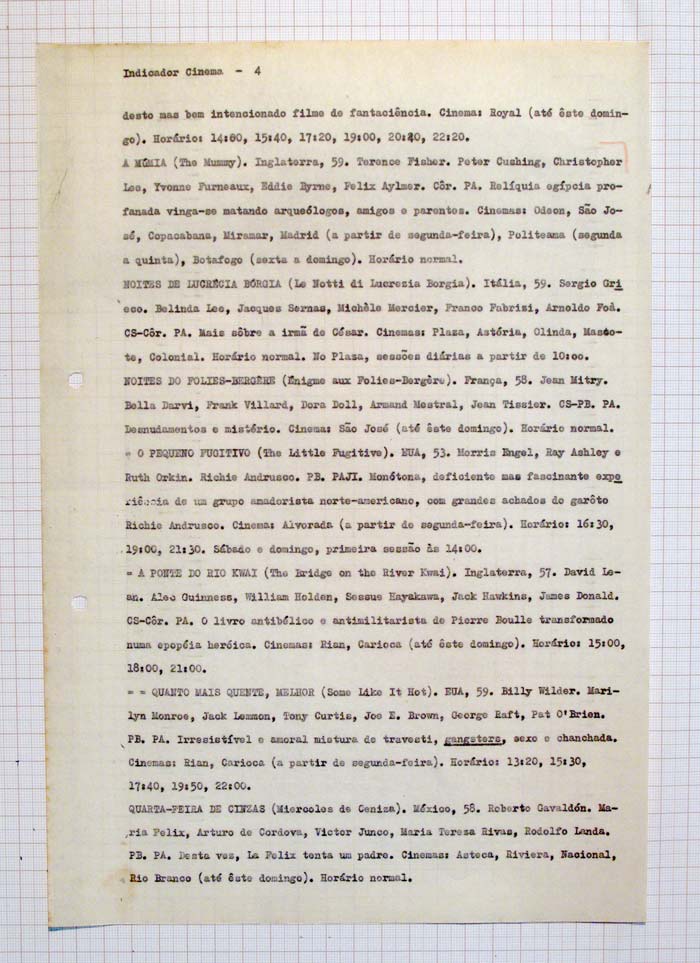 Indicador Cinema - 4
desto mas bem intencionado filme de fantaciência. Cinema: Royal (até êste domin-
go). Horário: 14:00, 15:40, 17:20, 19:00, 20:40, 22:20.
A MÚMIA (The Mummy). Inglaterra, 59. Terence Fisher. Peter Cushing, Christopher
Lee, Yvonne Furneaux, Eddie Byrne, Felix Aylmer. Côr. PA. Relíquia egípcia pro-
fanada vinga-se matando arqueólogos, amigos e parentes. Cinemas: Odeon, São Jo-
sé, Copacabana, Miramar, Madrid (a partir de segunda-feira), Politeama (segunda
a quinta), Botafogo (sexta a domingo). Horário normal.
NOITES DE LUCRÉCIA BÓRGIA (Le Notti di Lucrezia Borgia). Itália, 59. Sergio Gri
eco. Belinda Lee, Jacques Sernas, Michèle Mercier, Franco Fabrizi, Arnoldo Foà.
CS-Côr. PA. Mais sôbre a irmã de César. Cinemas: Plaza, Astória, Olinda, Masco-
te, Colonial. Horário normal. No Plaza, sessões diárias a partir de 10:00.
NOITES DO FOLIES-BERGÈRE (Énigme aux Folies-Bergère). França, 58. Jean Mitry.
Bella Darvi, Frank Villard, Dora Doll, Armand Mestral, Jean Tissier. CS-PB. PA.
Desnudamentos e mistério. Cinema: São José (até êste domingo). Horário normal.
= O PEQUENO FUGITIVO (The Little Fugitive). EUA, 53. Morris Engel, Ray Ashley e
Ruth Orkin. Richie Andrusco. PB. PAJI. Monótona, deficiente mas fascinante expe
riência de um grupo amadorista norte-americano, com grandes achados do garôto
Richie Andrusco. Cinema: Alvorada (a partir de segunda-feira). Horário: 16:30,
19:00, 21:30. Sábado e domingo, primeira sessão às 14:00.
= A PONTE DO RIO KWAI (The Bridge on the River Kwai). Inglaterra, 57. David Le-
an. Alec Guinness, William Holden, Sessue Hayakawa, Jack Hawkins, James Donald.
CS-Côr. PA. O livro antibélico e antimilitarista de Pierre Boulle transformado
numa epopéia heróica. Cinemas: Rian, Carioca (até êste domingo). Horário: 15:00,
18:00, 21:00.
= = QUANTO MAIS QUENTE, MELHOR (Some Like It Hot). EUA, 59. Billy Wilder. Mari-
lyn Monroe, Jack Lemmon, Tony Curtis, Joe E. Brown, George Raft, Pat O'Brien.
PB. PA. Irresistível e amoral mistura de travesti, gangsters, sexo e chanchada.
Cinemas: Rian, Carioca (a partir de segunda-feira). Horário: 13:20, 15:30,
17:40, 19:50, 22:00.
QUARTA-FEIRA DE CINZAS (Miercoles de Ceniza). México, 58. Roberto Gavaldón. Ma-
ria Felix, Arturo de Cordova, Victor Junco, Maria Tereza Rivas, Rodolfo Landa.
PB. PA. Desta vez, La Felix tenta um padre. Cinemas: Asteca, Riviera, Nacional,
Rio Branco (até êste domingo). Horário normal.